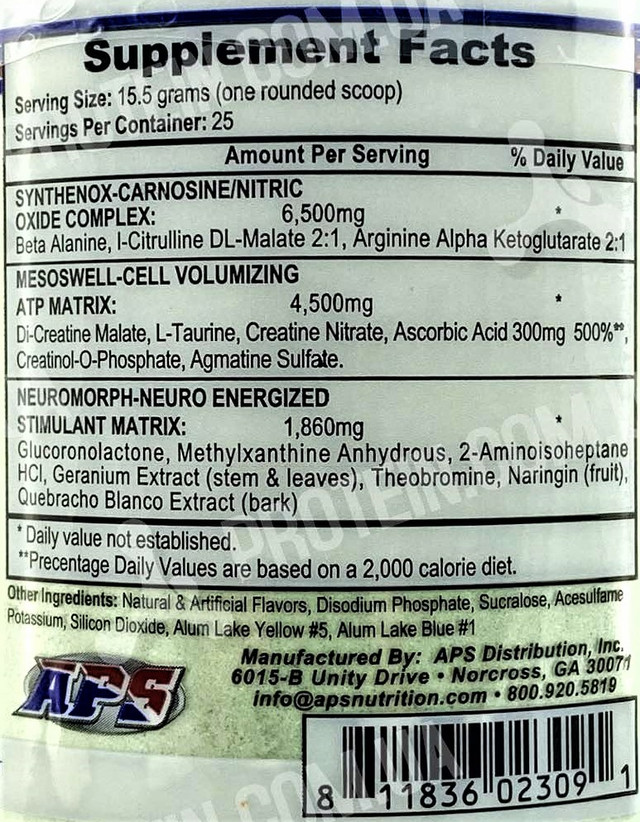 Supplement Facts
Serving Size: 15.5 grams (one rounded scoop)
Servings Per Container: 25
Amount Per Serving % Daily Value
SYNTHENOX-CARNOSINE/NITRIC
OXIDE COMPLEX: 6,500mg *
Beta Alanine, l-Citrulline DL-Malate 2:1, Arginine Alpha Ketoglutarate 2:1
MESOSWELL-CELL VOLUMIZING
ATP MATRIX: 4,500mg *
Di-Creatine Malate, L-Taurine, Creatine Nitrate, Ascorbic Acid 300mg 500%**,
Creatinol-O-Phosphate, Agmatine Sulfate.
NEUROMORPH-NEURO ENERGIZED
STIMULANT MATRIX: 1,860mg *
Glucoronolactone, Methylxanthine Anhydrous, 2-Aminoisoheptane
HCl, Geranium Extract (stem & leaves), Theobromine, Naringin (fruit),
Quebracho Blanco Extract (bark)
* Daily value not established.
**Precentage Daily Values are based on a 2,000 calorie diet.
Other Ingredients: Natural & Artificial Flavors, Disodium Phosphate, Sucralose, Acesulfame
Potassium, Silicon Dioxide, Alum Lake Yellow #5, Alum Lake Blue #1
Manufactured By: APS Distribution, Inc.
6015-B Unity Drive • Norcross, GA 30071
info@apsnutrition.com • 800.920.5819
APS
8 11836 02309 1
PROTEIN.COM.UA